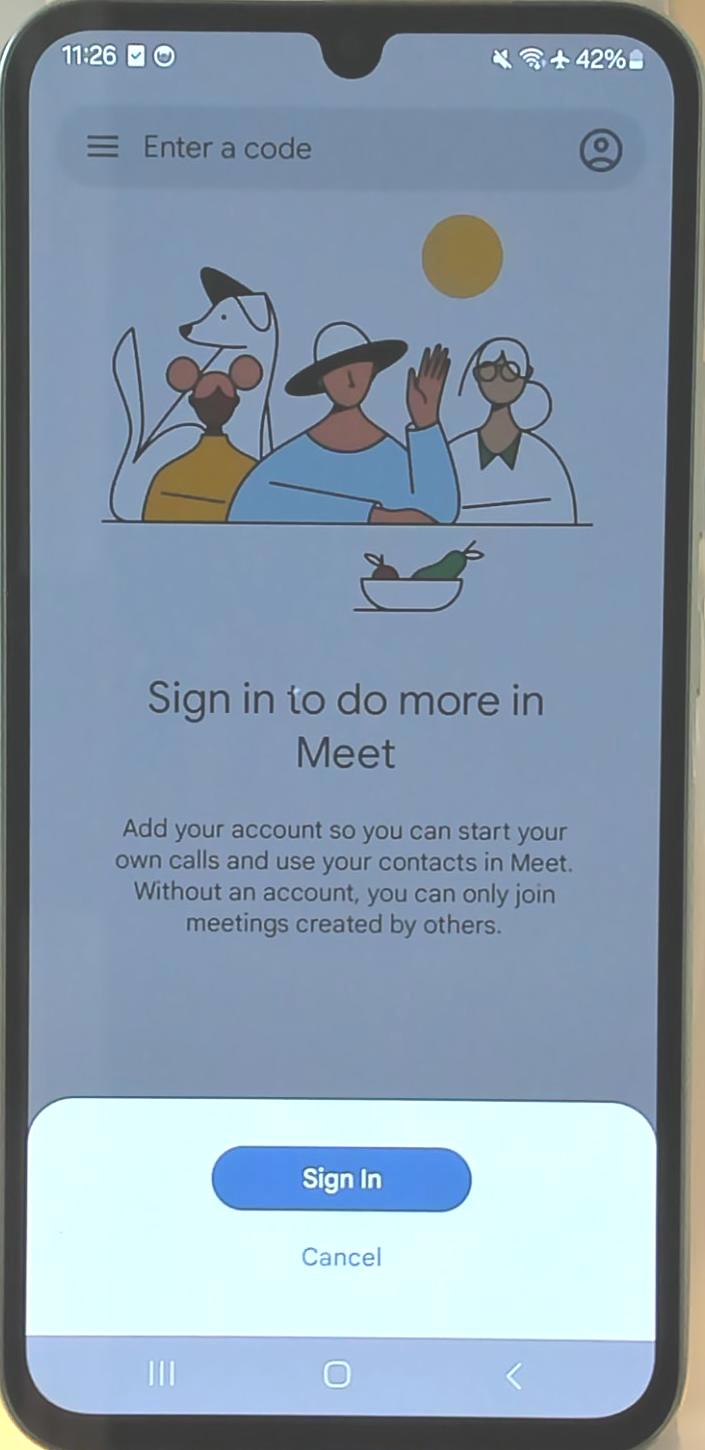 11:26 42%
Enter a code
Sign in to do more in
Meet
Add your account so you can start your
own calls and use your contacts in Meet.
Without an account, you can only join
meetings created by others.
Sign In
Cancel